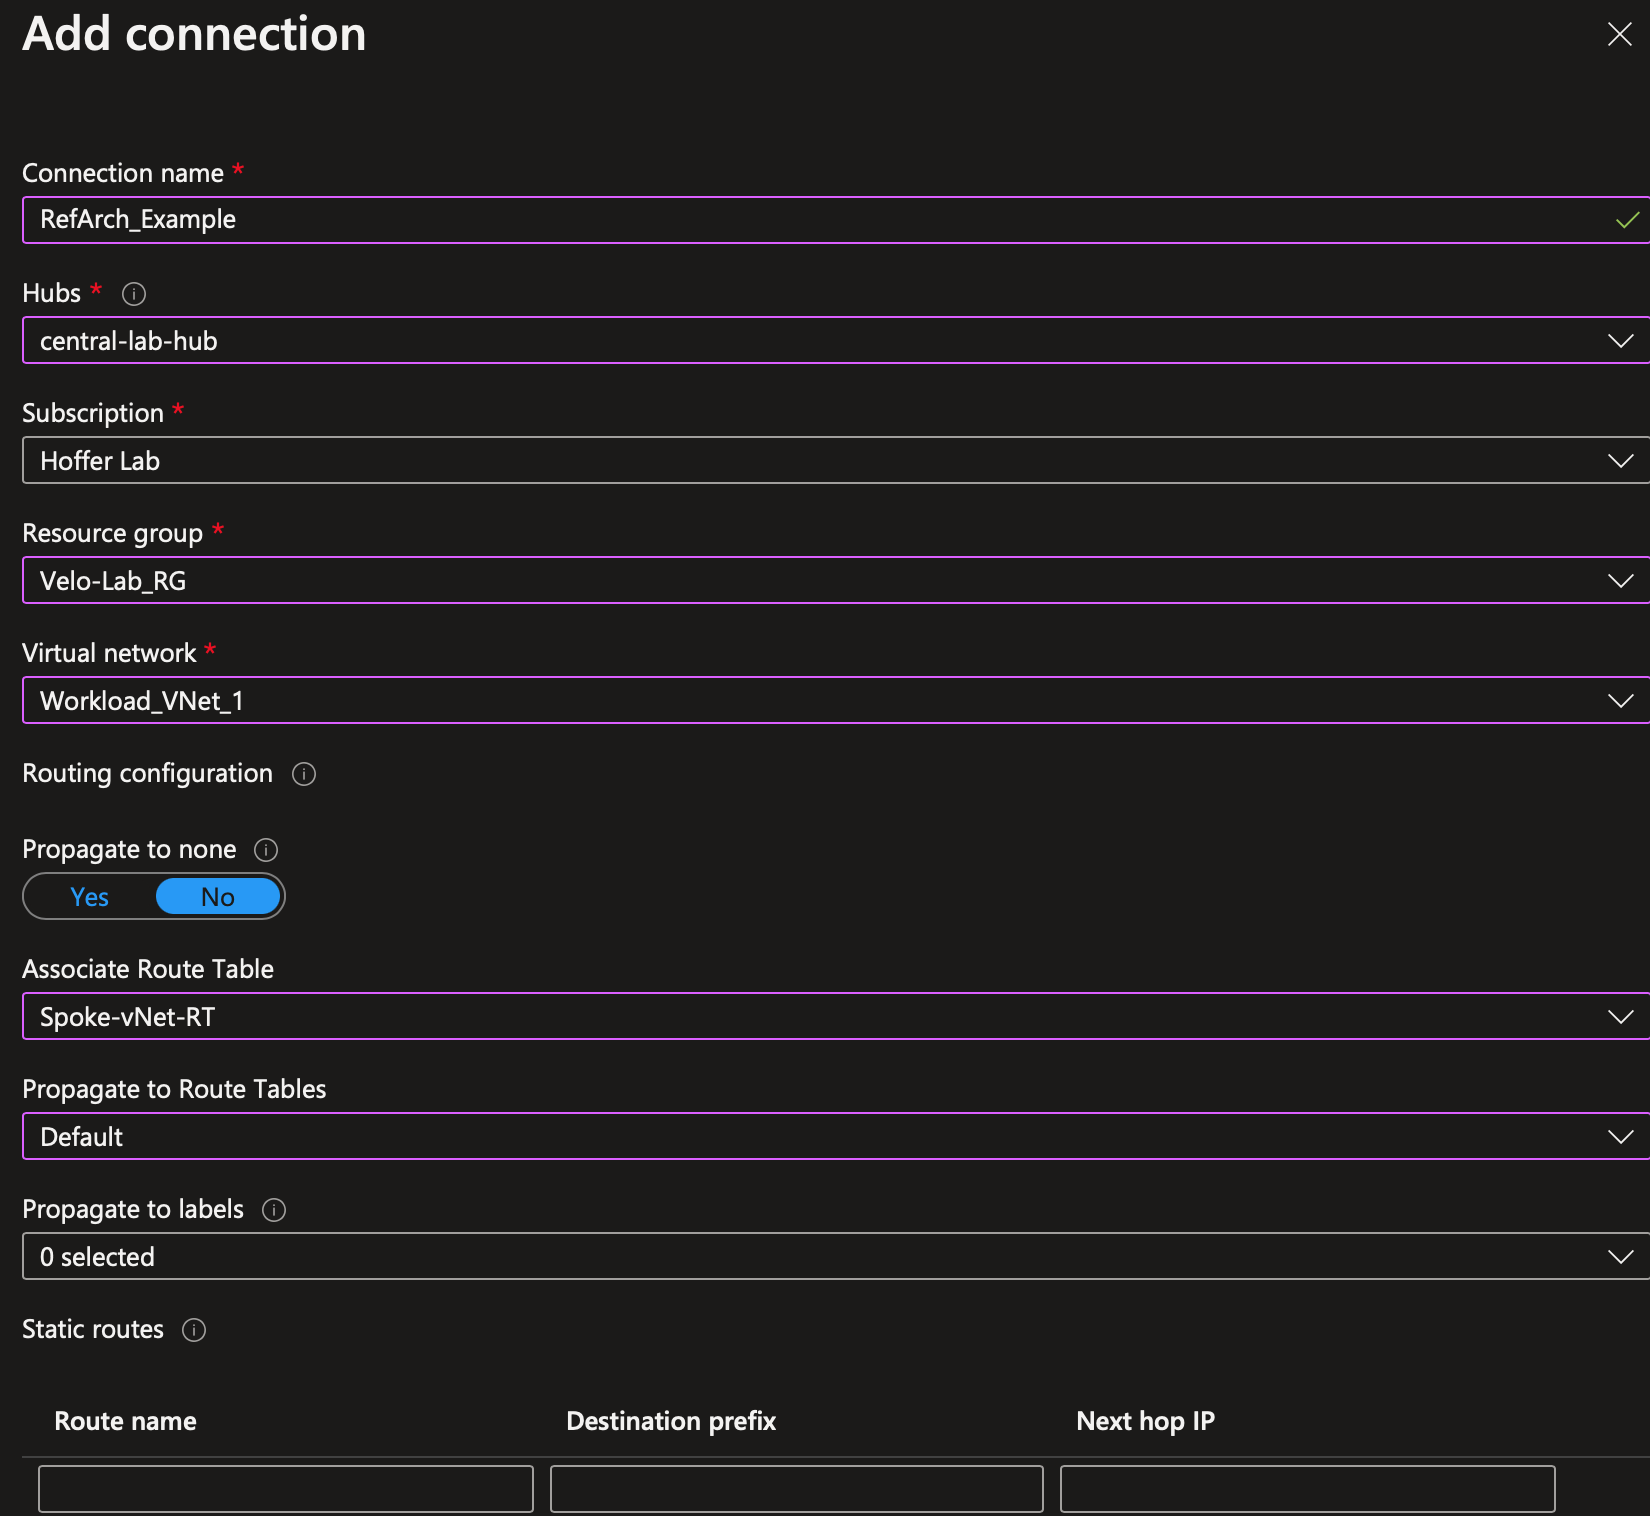 Add connection
Connection name *
RefArch_Example
Hubs *
central-lab-hub
Subscription *
Hoffer Lab
Resource group *
Velo-Lab_RG
Virtual network *
Workload_VNet_1
Routing configuration
Propagate to none
Yes No
Associate Route Table
Spoke-vNet-RT
Propagate to Route Tables
Default
Propagate to labels
0 selected
Static routes
Route name Destination prefix Next hop IP